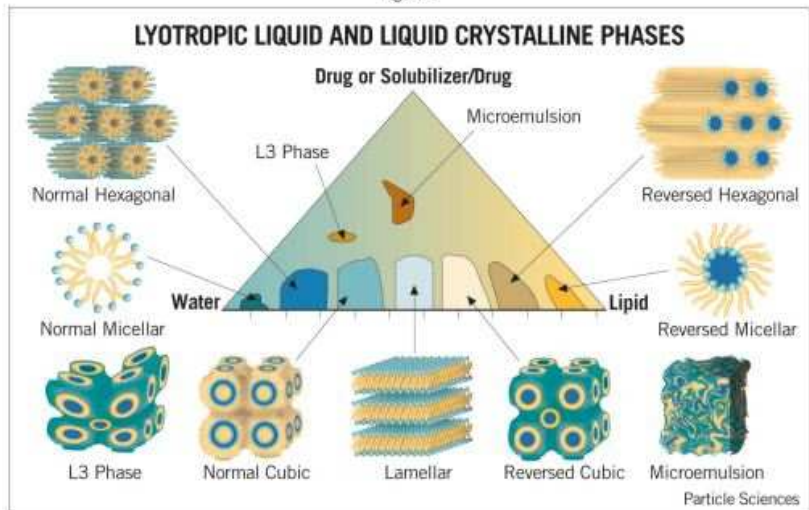 LYOTROPIC LIQUID AND LIQUID CRYSTALLINE PHASES
Drug or Solubilizer/Drug
Microemulsion
L3 Phase
Normal Hexagonal
Reversed Hexagonal
Water
Lipid
Normal Micellar
Reversed Micellar
L3 Phase
Normal Cubic
Lamellar
Reversed Cubic
Microemulsion
Particle Sciences